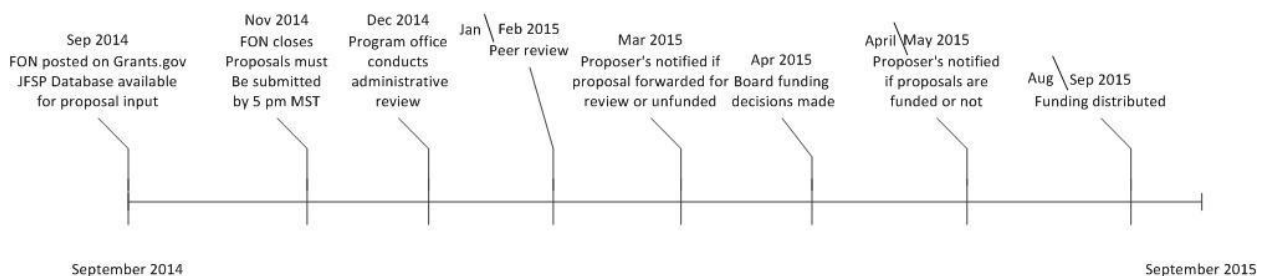 Sep 2014
FON posted on Grants.gov
JFSP Database available
for proposal input
Nov 2014
FON closes
Proposals must
Be submitted
by 5 pm MST
Dec 2014
Program office
conducts
administrative
review
Jan \ Feb 2015
Peer review
Mar 2015
Proposer's notified if
proposal forwarded for
review or unfunded
Apr 2015
Board funding
decisions made
April \ May 2015
Proposer's notified
if proposals are
funded or not
Aug \ Sep 2015
Funding distributed
September 2014
September 2015